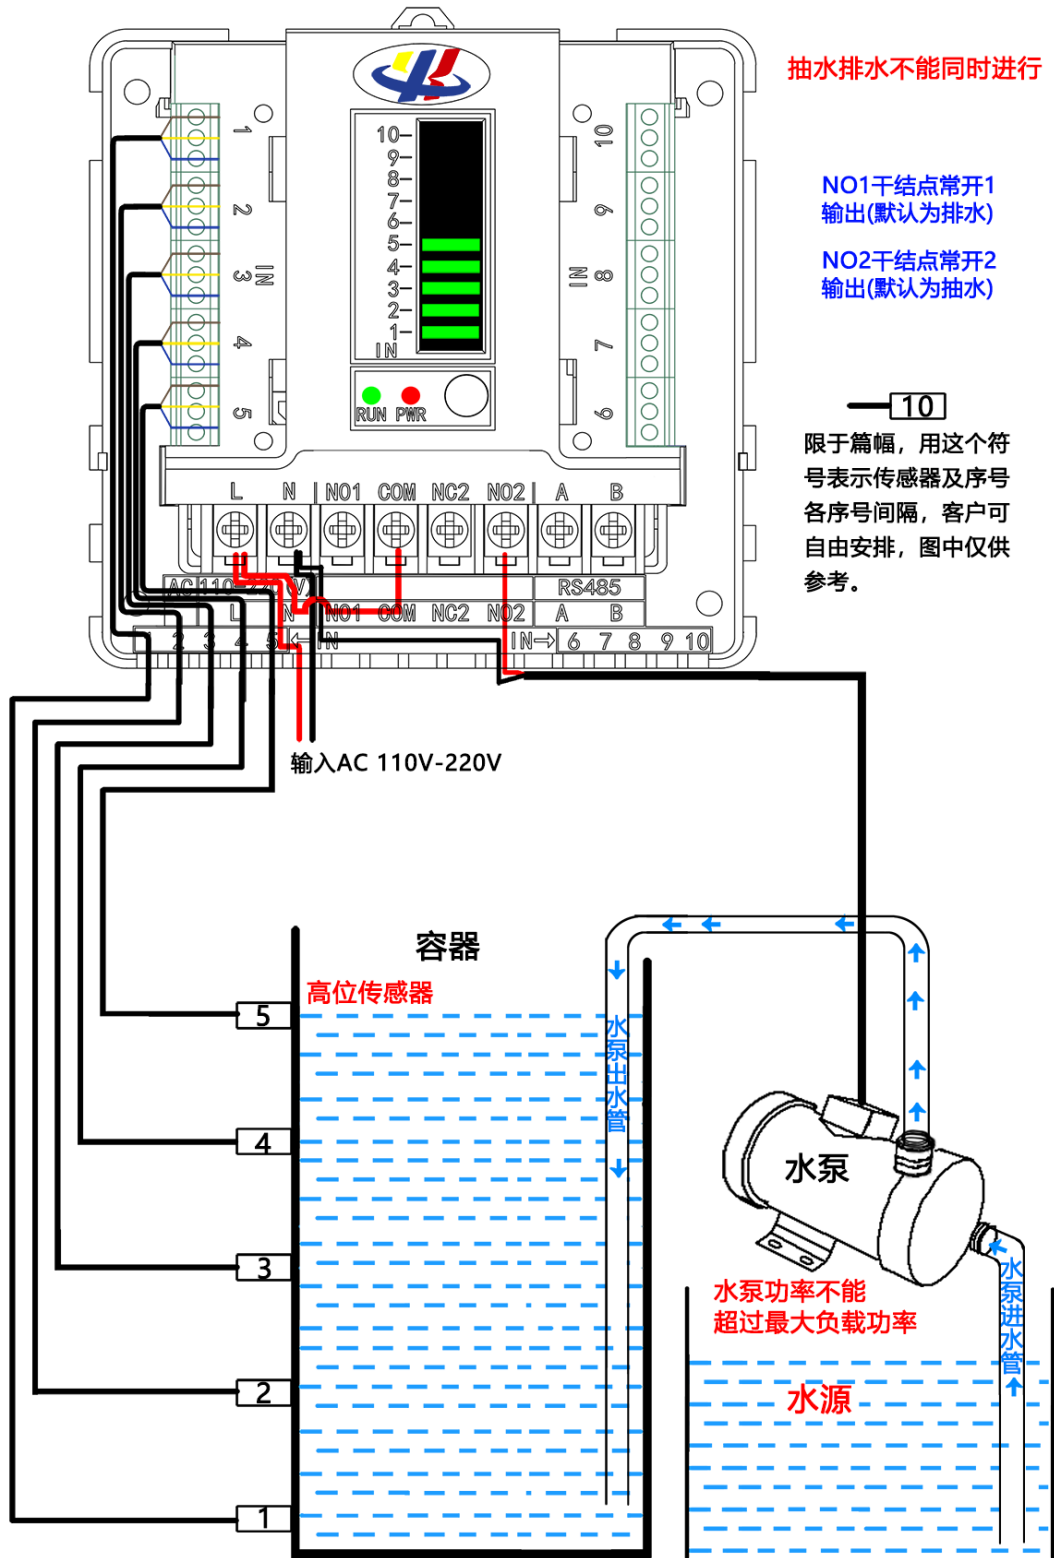 抽水排水不能同时进行
NO1干结点常开1
输出(默认为排水)
NO2干结点常开2
输出(默认为抽水)
10
限于篇幅，用这个符
号表示传感器及序号
各序号间隔，客户可
自由安排，图中仅供
参考。
1
2
3
4
5
IN
10
9
8
7
6
5
4
3
2
1
IN
RUN PWR
10
9
8
7
6
IN
L N NO1 COM NC2 NO2 A B
AC 110-220V
RS485
L N NO1 COM NC2 NO2 A B
1 2 3 4 5 ←IN
IN→ 6 7 8 9 10
输入AC 110V-220V
容器
高位传感器
5
4
3
2
1
水泵出水管
水泵
水泵功率不能
超过最大负载功率
水泵进水管
水源